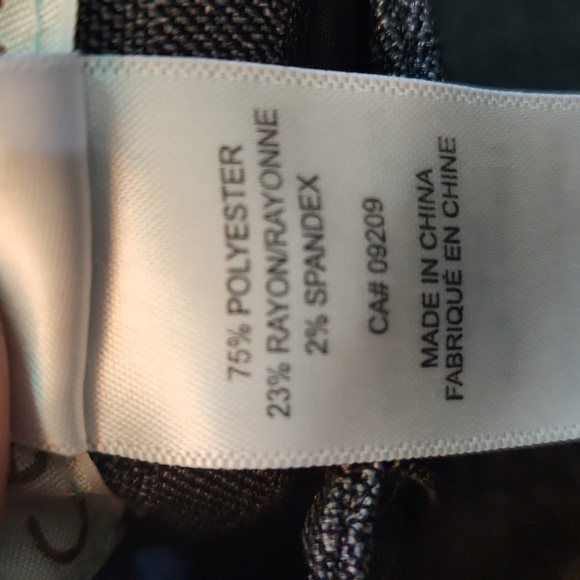 75% POLYESTER
23% RAYON/RAYONNE
2% SPANDEX
CA# 09209
MADE IN CHINA
FABRIQUÉ EN CHINE